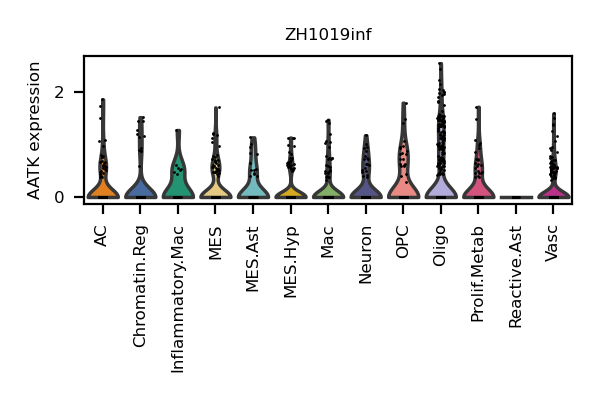 ZH1019inf
AATK expression
2
0
AC
Chromatin.Reg
Inflammatory.Mac
MES
MES.Ast
MES.Hyp
Mac
Neuron
OPC
Oligo
Prolif.Metab
Reactive.Ast
Vasc